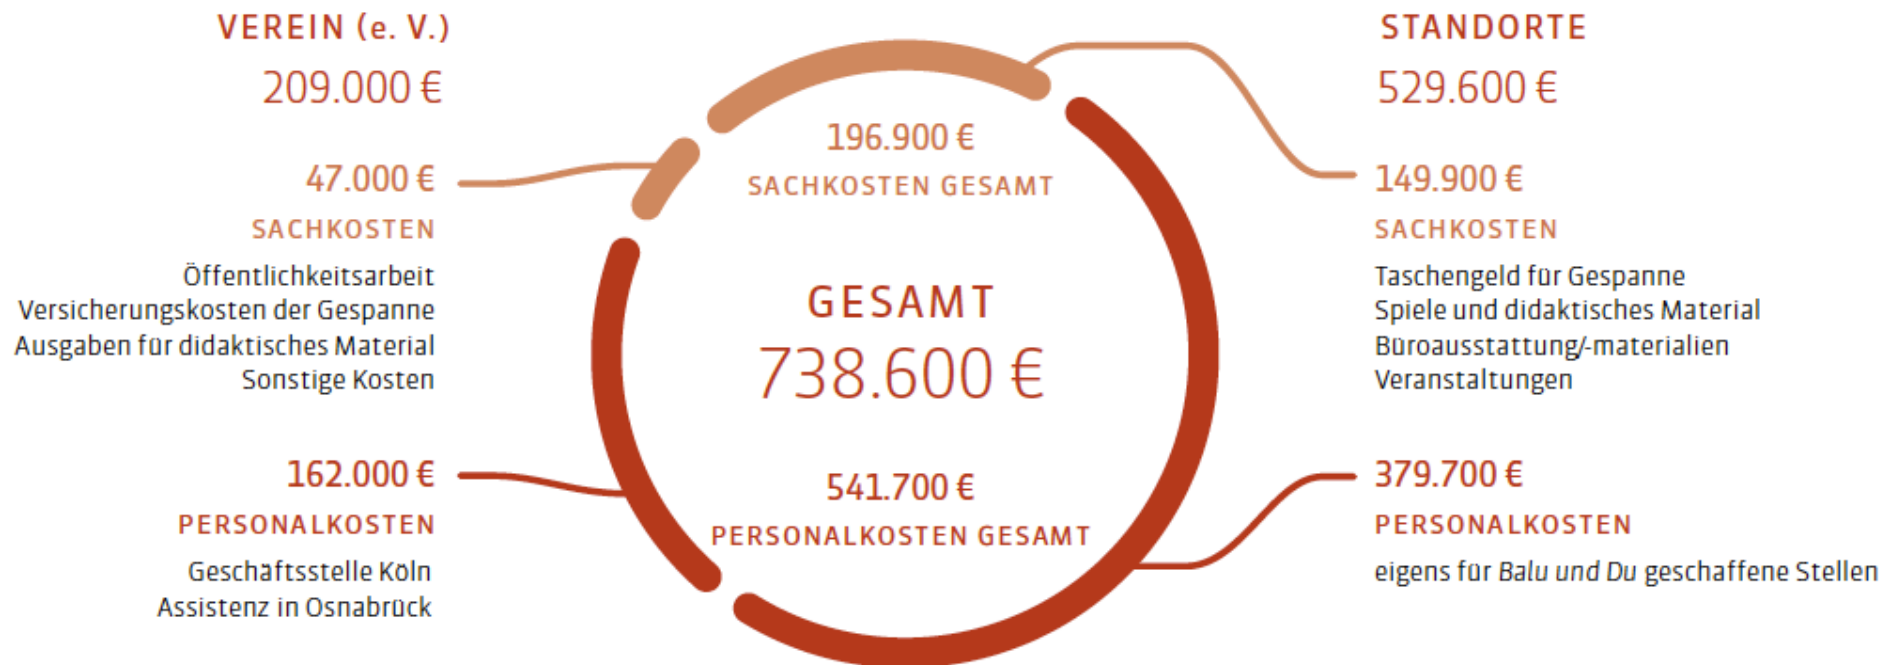 VEREIN (e. V.)
209.000 €
47.000 €
SACHKOSTEN
Öffentlichkeitsarbeit
Versicherungskosten der Gespanne
Ausgaben für didaktisches Material
Sonstige Kosten
162.000 €
PERSONALKOSTEN
Geschäftsstelle Köln
Assistenz in Osnabrück
196.900 €
SACHKOSTEN GESAMT
GESAMT
738.600 €
541.700 €
PERSONALKOSTEN GESAMT
STANDORTE
529.600 €
149.900 €
SACHKOSTEN
Taschengeld für Gespanne
Spiele und didaktisches Material
Büroausstattung/-materialien
Veranstaltungen
379.700 €
PERSONALKOSTEN
eigens für Balu und Du geschaffene Stellen